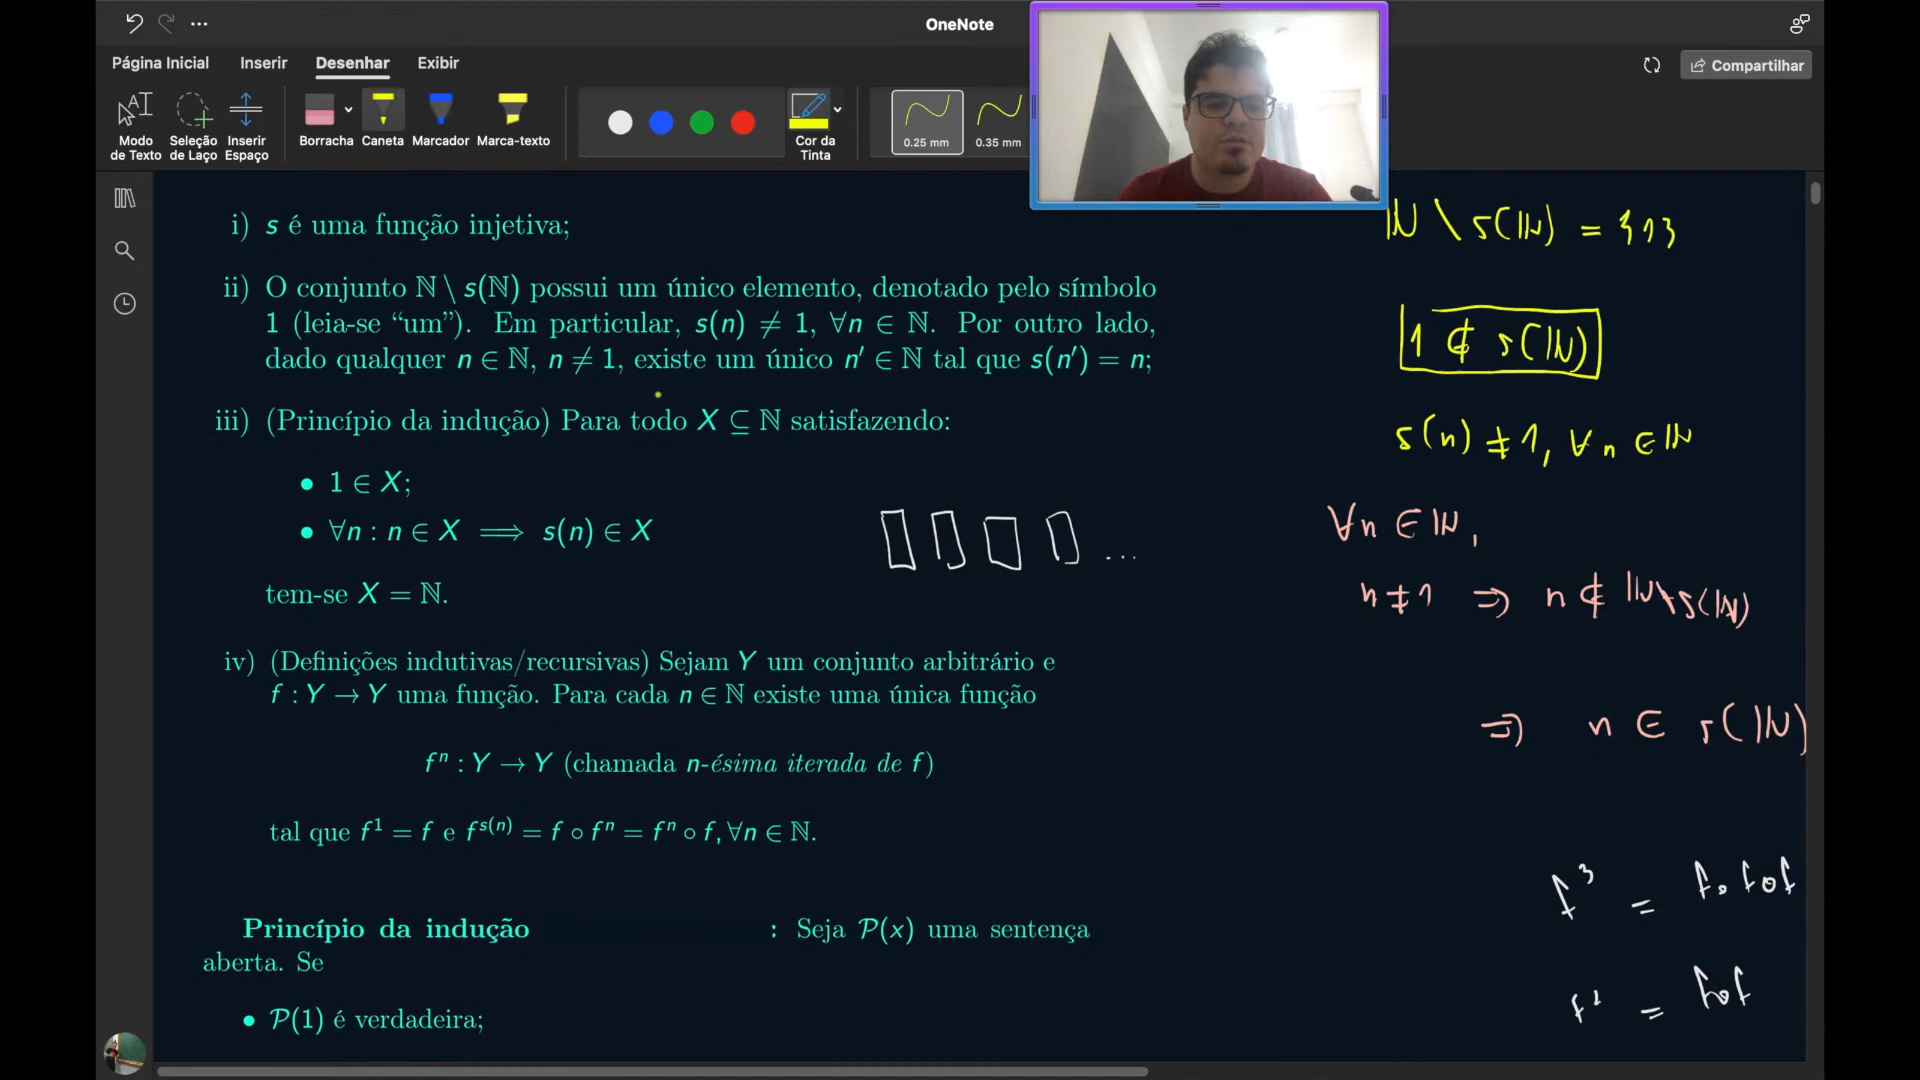 OneNote
Página Inicial Inserir Desenhar Exibir
Compartilhar
Modo de Texto
Seleção de Laço
Inserir Espaço
Borracha
Caneta
Marcador
Marca-texto
Cor da Tinta
0.25 mm
0.35 mm
i) s é uma função injetiva;
ii) O conjunto ℕ \ s(ℕ) possui um único elemento, denotado pelo símbolo
1 (leia-se “um”). Em particular, s(n) ≠ 1, ∀n ∈ ℕ. Por outro lado,
dado qualquer n ∈ ℕ, n ≠ 1, existe um único n′ ∈ ℕ tal que s(n′) = n;
iii) (Princípio da indução) Para todo X ⊆ ℕ satisfazendo:
• 1 ∈ X;
• ∀n : n ∈ X ⟹ s(n) ∈ X
tem-se X = ℕ.
iv) (Definições indutivas/recursivas) Sejam Y um conjunto arbitrário e
f : Y → Y uma função. Para cada n ∈ ℕ existe uma única função
fⁿ : Y → Y (chamada n-ésima iterada de f)
tal que f¹ = f e f^{s(n)} = f ∘ fⁿ = fⁿ ∘ f, ∀n ∈ ℕ.
Princípio da indução : Seja P(x) uma sentença
aberta. Se
• P(1) é verdadeira;
ℕ \ s(ℕ) = {1}
1 ∉ s(ℕ)
s(n) ≠ 1, ∀n ∈ ℕ
∀n ∈ ℕ,
n ≠ 1 ⇒ n ∉ ℕ\s(ℕ)
⇒ n ∈ s(ℕ)
f³ = f∘f∘f
f² = f∘f
...